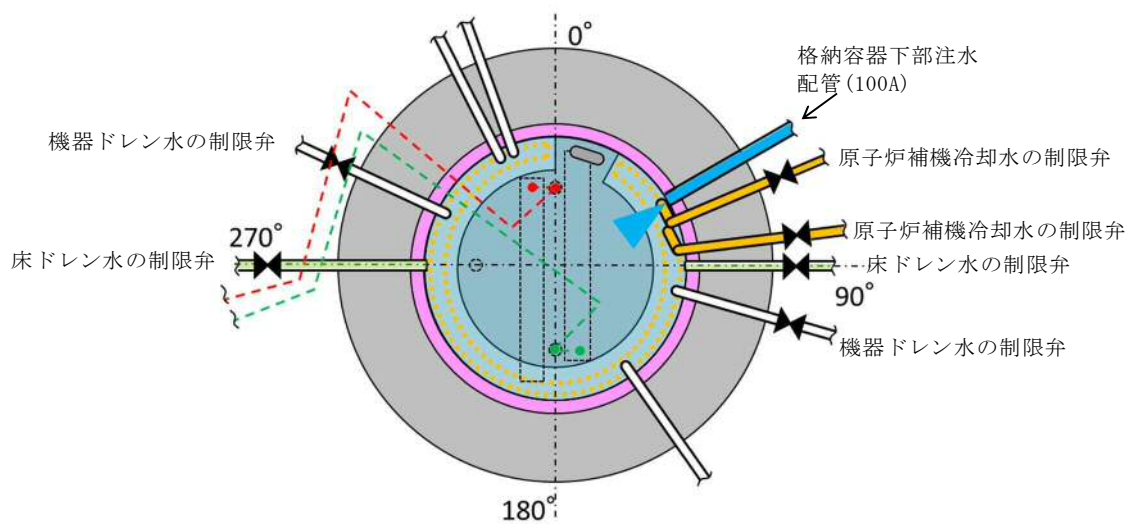 0°
格納容器下部注水
配管(100A)
機器ドレン水の制限弁
原子炉補機冷却水の制限弁
270°
原子炉補機冷却水の制限弁
床ドレン水の制限弁
床ドレン水の制限弁
90°
機器ドレン水の制限弁
180°